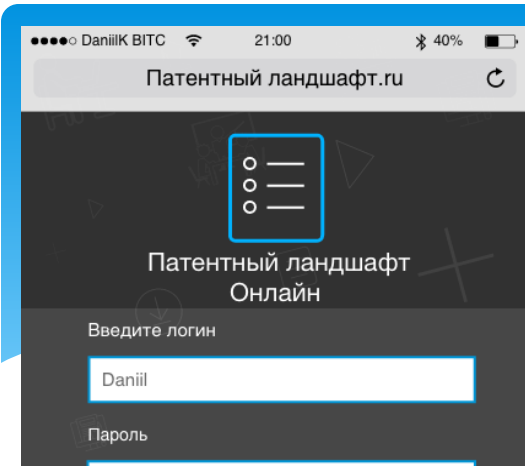 DaniilK BITC 21:00 40%
Патентный ландшафт.ru
Патентный ландшафт
Онлайн
Введите логин
Daniil
Пароль